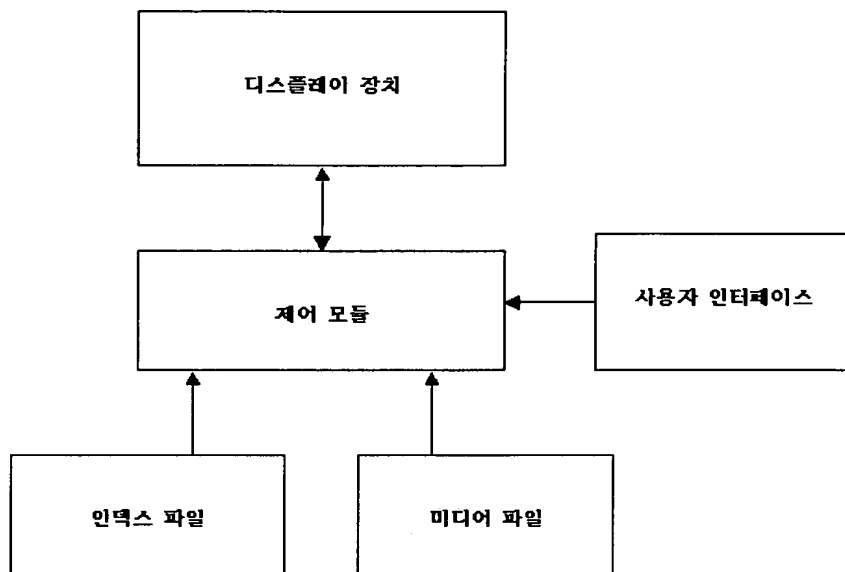 디스플레이 장치
제어 모듈
사용자 인터페이스
인덱스 파일
미디어 파일